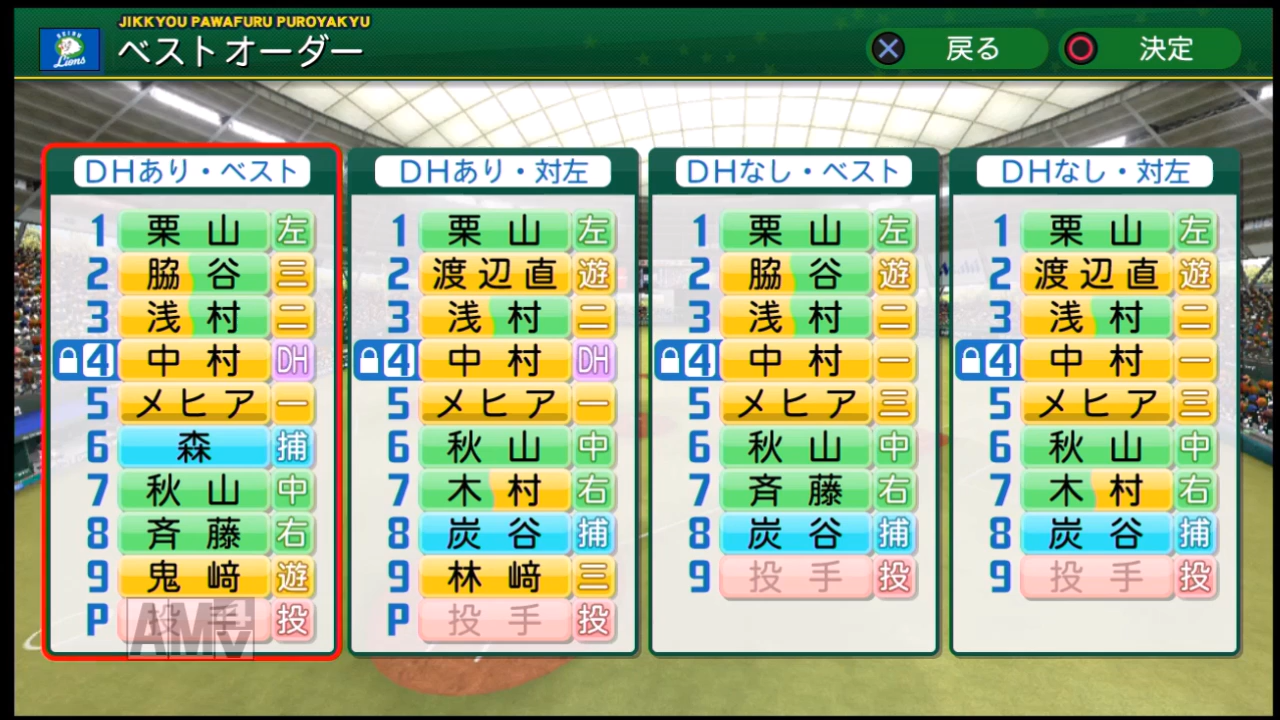 JIKKYOU PAWAFURU PUROYAKYU
ベストオーダー
Lions
戻る
決定
DHあり・ベスト
1 栗山 左
2 脇谷 三
3 浅村 二
4 中村 DH
5 メヒア 一
6 森 捕
7 秋山 中
8 斉藤 右
9 鬼﨑 遊
P 投手 投
AMV
DHあり・対左
1 栗山 左
2 渡辺直 遊
3 浅村 二
4 中村 DH
5 メヒア 一
6 秋山 中
7 木村 右
8 炭谷 捕
9 林﨑 三
P 投手 投
DHなし・ベスト
1 栗山 左
2 脇谷 遊
3 浅村 二
4 中村 一
5 メヒア 三
6 秋山 中
7 斉藤 右
8 炭谷 捕
9 投手 投
DHなし・対左
1 栗山 左
2 渡辺直 遊
3 浅村 二
4 中村 一
5 メヒア 三
6 秋山 中
7 木村 右
8 炭谷 捕
9 投手 投